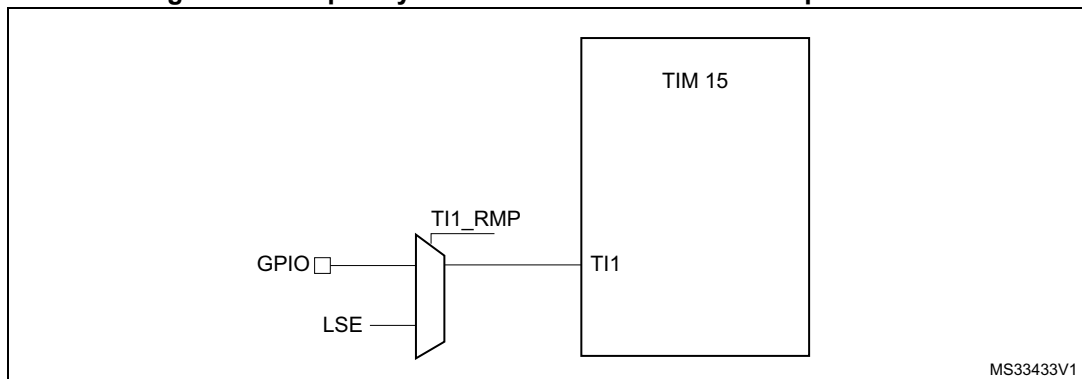 TIM 15
TI1_RMP
GPIO
TI1
LSE
MS33433V1